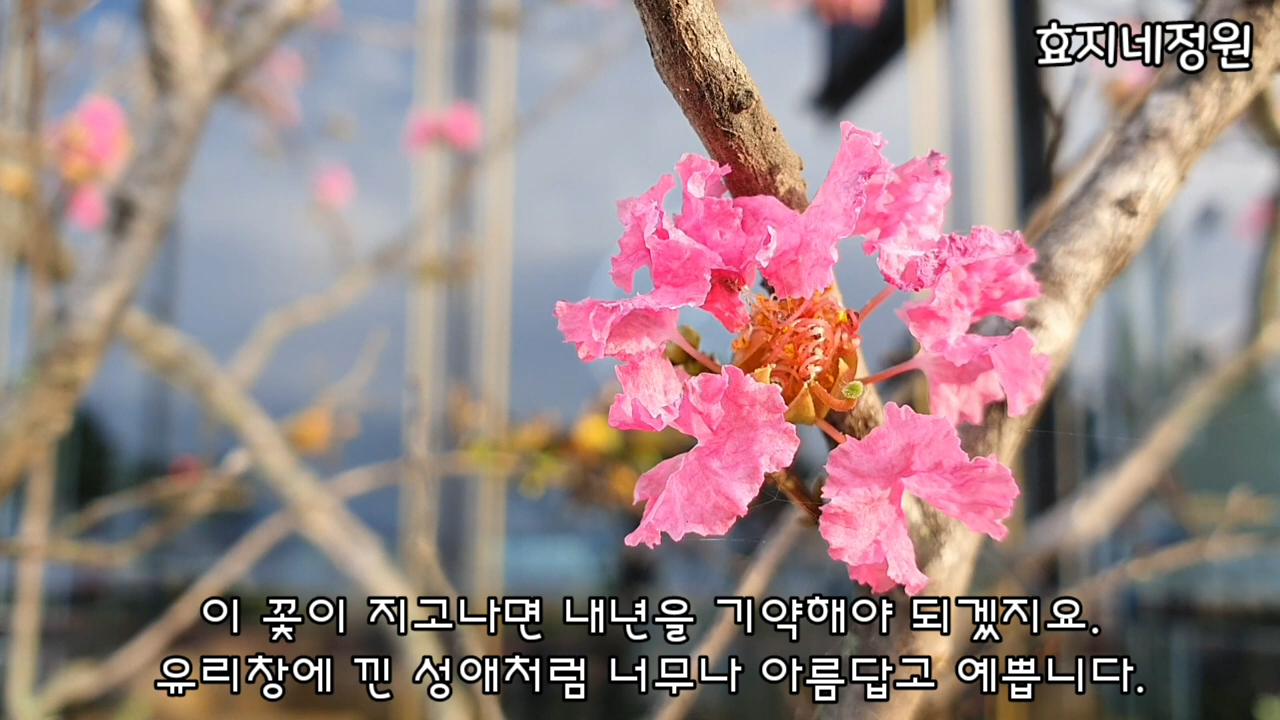 효지네정원
이 꽃이 지고나면 내년을 기약해야 되겠지요.
유리창에 낀 성애처럼 너무나 아름답고 예쁩니다.